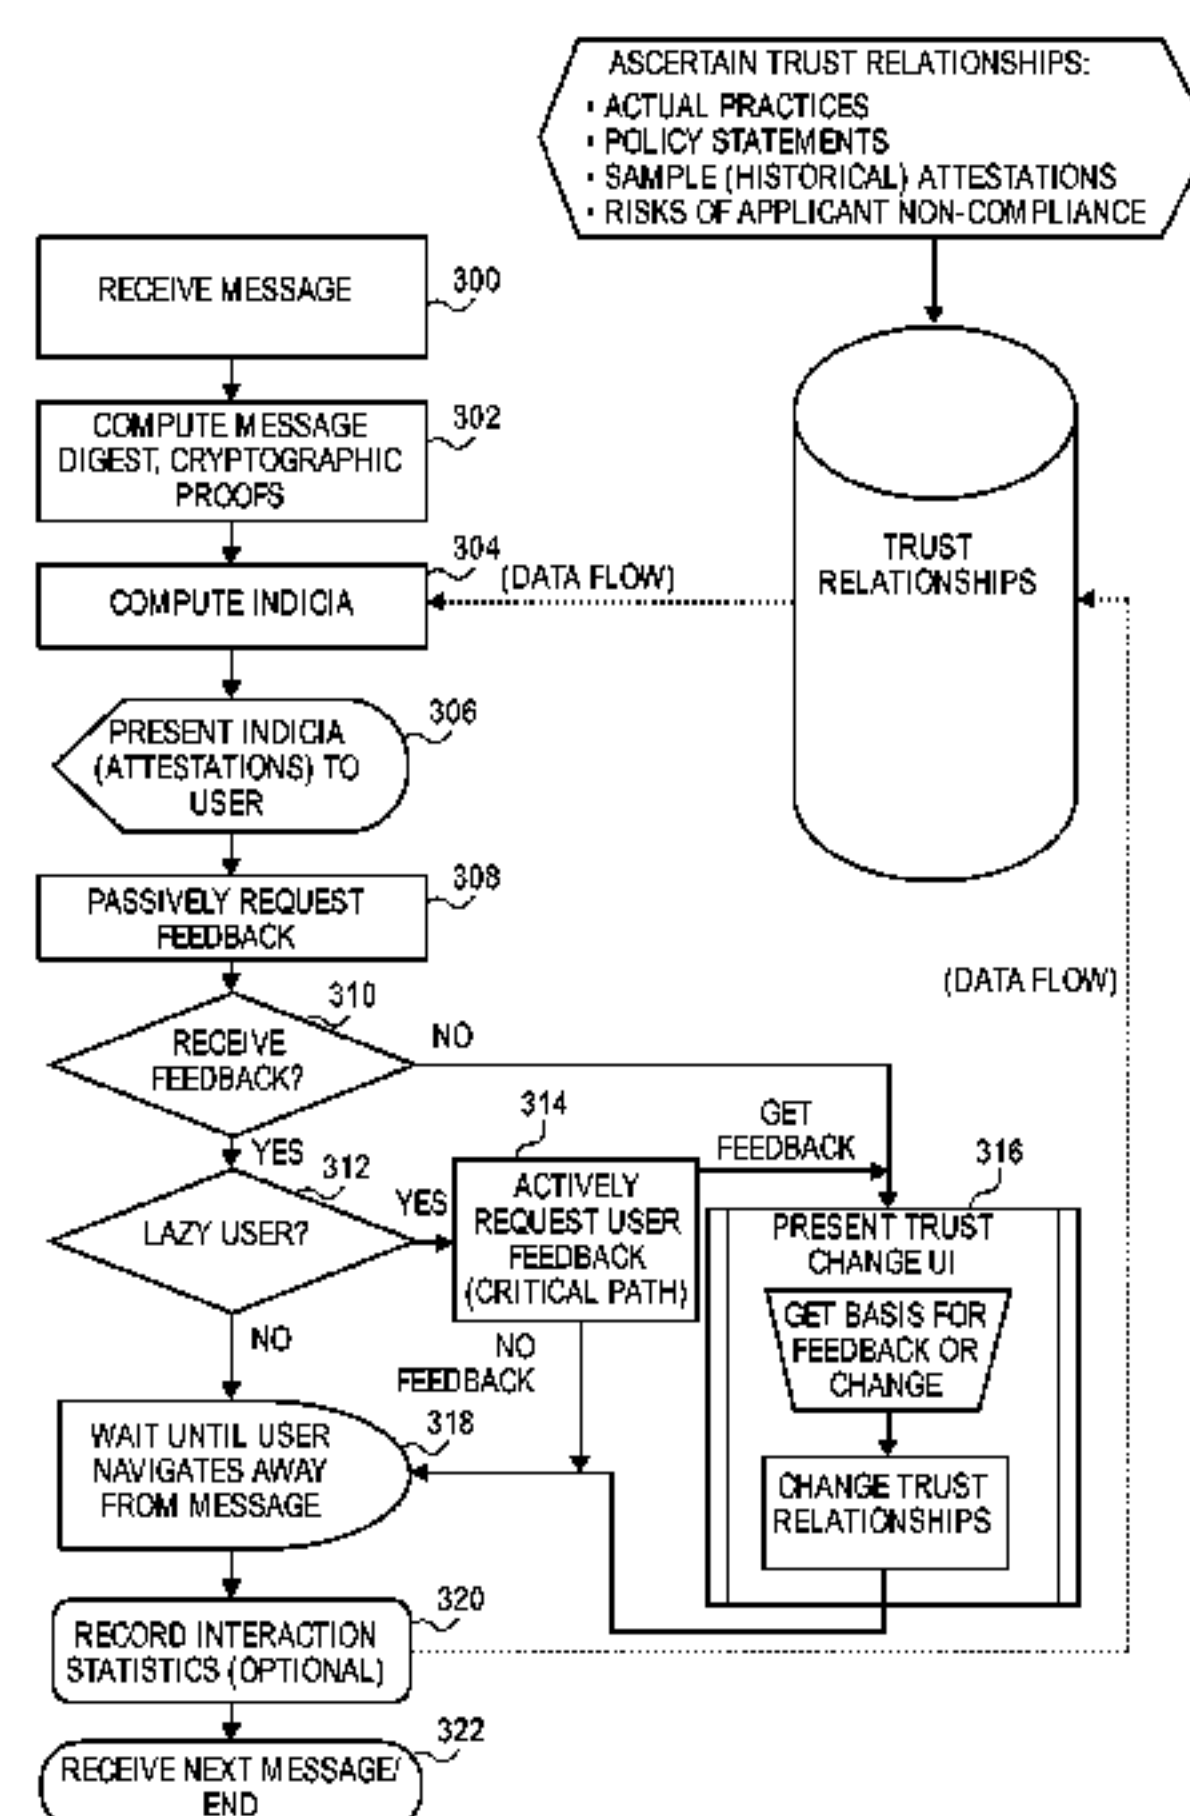 ASCERTAIN TRUST RELATIONSHIPS:
▪ ACTUAL PRACTICES
▪ POLICY STATEMENTS
▪ SAMPLE (HISTORICAL) ATTESTATIONS
▪ RISKS OF APPLICANT NON-COMPLIANCE
RECEIVE MESSAGE
300
COMPUTE MESSAGE
DIGEST, CRYPTOGRAPHIC
PROOFS
302
COMPUTE INDICIA
304
(DATA FLOW)
TRUST
RELATIONSHIPS
PRESENT INDICIA
(ATTESTATIONS) TO
USER
306
PASSIVELY REQUEST
FEEDBACK
308
(DATA FLOW)
RECEIVE
FEEDBACK?
310
NO
YES
LAZY USER?
312
YES
NO
314
ACTIVELY
REQUEST USER
FEEDBACK
(CRITICAL PATH)
GET
FEEDBACK
NO
FEEDBACK
316
PRESENT TRUST
CHANGE UI
GET BASIS FOR
FEEDBACK OR
CHANGE
CHANGE TRUST
RELATIONSHIPS
WAIT UNTIL USER
NAVIGATES AWAY
FROM MESSAGE
318
RECORD INTERACTION
STATISTICS (OPTIONAL)
320
RECEIVE NEXT MESSAGE/
END
322